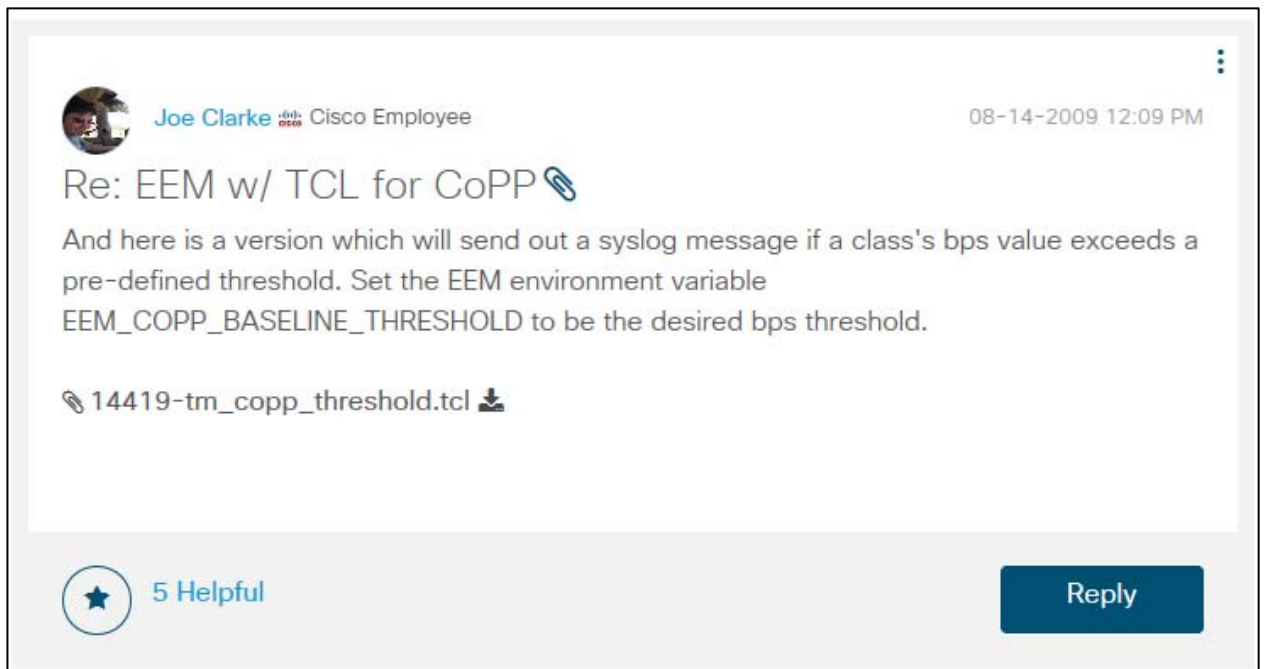 Joe Clarke cisco Cisco Employee 08-14-2009 12:09 PM
Re: EEM w/ TCL for CoPP
And here is a version which will send out a syslog message if a class's bps value exceeds a
pre-defined threshold. Set the EEM environment variable
EEM_COPP_BASELINE_THRESHOLD to be the desired bps threshold.
14419-tm_copp_threshold.tcl
5 Helpful
Reply